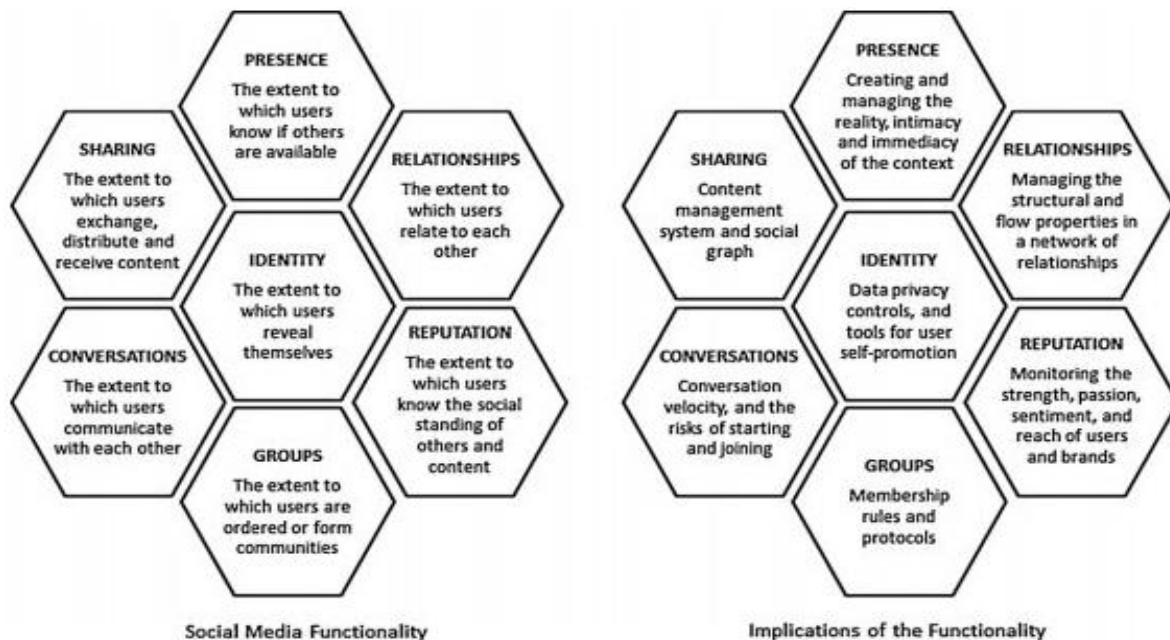 PRESENCE
The extent to
which users
know if others
are available
SHARING
The extent to
which users
exchange,
distribute and
receive content
RELATIONSHIPS
The extent to
which users
relate to each
other
IDENTITY
The extent to
which users
reveal
themselves
CONVERSATIONS
The extent to
which users
communicate
with each other
REPUTATION
The extent to
which users
know the social
standing of
others and
content
GROUPS
The extent to
which users are
ordered or form
communities
Social Media Functionality
PRESENCE
Creating and
managing the
reality, intimacy
and immediacy
of the context
SHARING
Content
management
system and social
graph
RELATIONSHIPS
Managing the
structural and
flow properties in
a network of
relationships
IDENTITY
Data privacy
controls, and
tools for user
self-promotion
CONVERSATIONS
Conversation
velocity, and the
risks of starting
and joining
REPUTATION
Monitoring the
strength, passion,
sentiment, and
reach of users
and brands
GROUPS
Membership
rules and
protocols
Implications of the Functionality